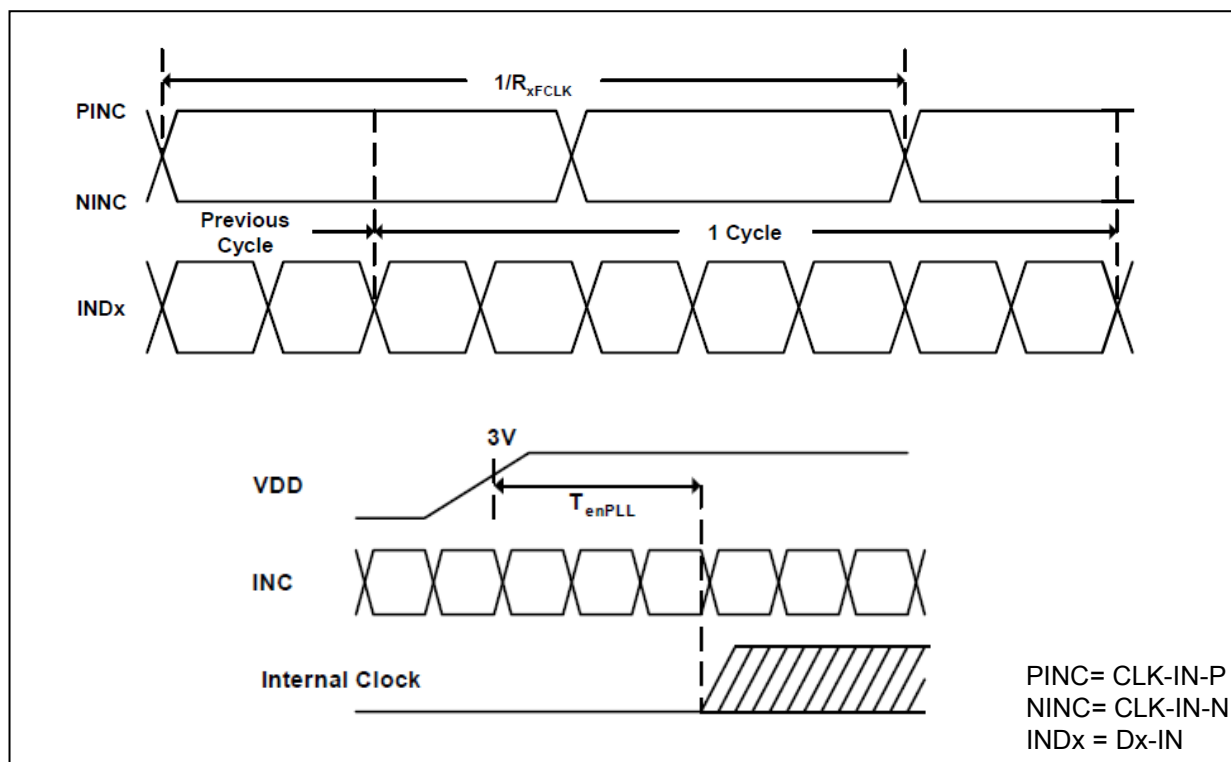 1/RxFCLK
PINC
NINC
Previous
Cycle
1 Cycle
INDx
3V
VDD
TenPLL
INC
Internal Clock
PINC= CLK-IN-P
NINC= CLK-IN-N
INDx = Dx-IN